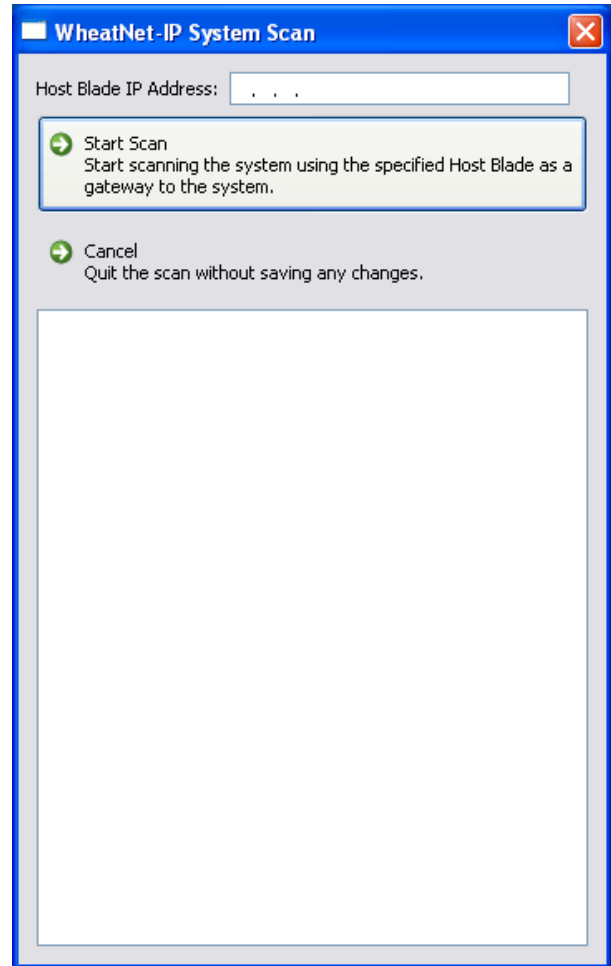 WheatNet-IP System Scan
Host Blade IP Address: . . .
Start Scan
Start scanning the system using the specified Host Blade as a
gateway to the system.
Cancel
Quit the scan without saving any changes.